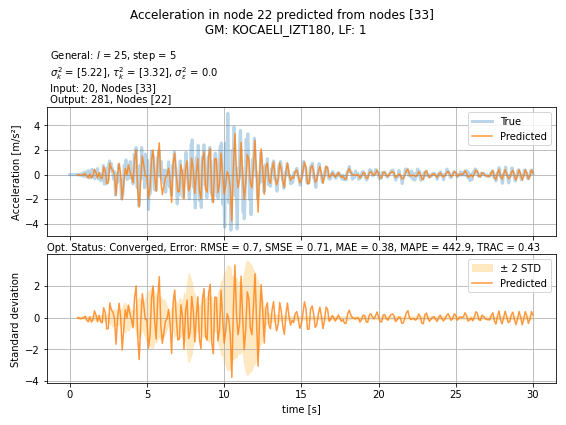 Acceleration in node 22 predicted from nodes [33]
GM: KOCAELI_IZT180, LF: 1
General: l = 25, step = 5
σ²ₖ = [5.22], τ²ₖ = [3.32], σ²ε = 0.0
Input: 20, Nodes [33]
Output: 281, Nodes [22]
Acceleration [m/s²]
4
2
0
−2
−4
True
Predicted
Opt. Status: Converged, Error: RMSE = 0.7, SMSE = 0.71, MAE = 0.38, MAPE = 442.9, TRAC = 0.43
Standard deviation
2
0
−2
−4
± 2 STD
Predicted
0 5 10 15 20 25 30
time [s]